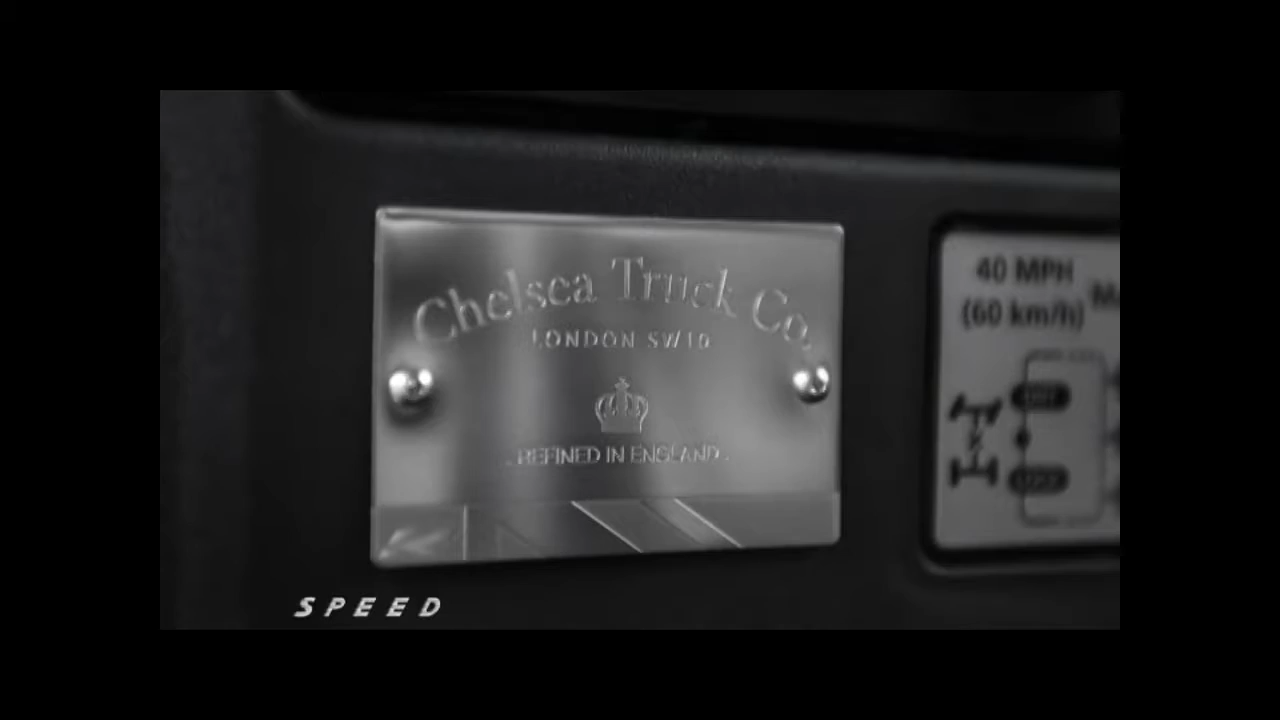 Chelsea Truck Co.
LONDON SW10
REFINED IN ENGLAND
40 MPH
(60 km/h)
SPEED